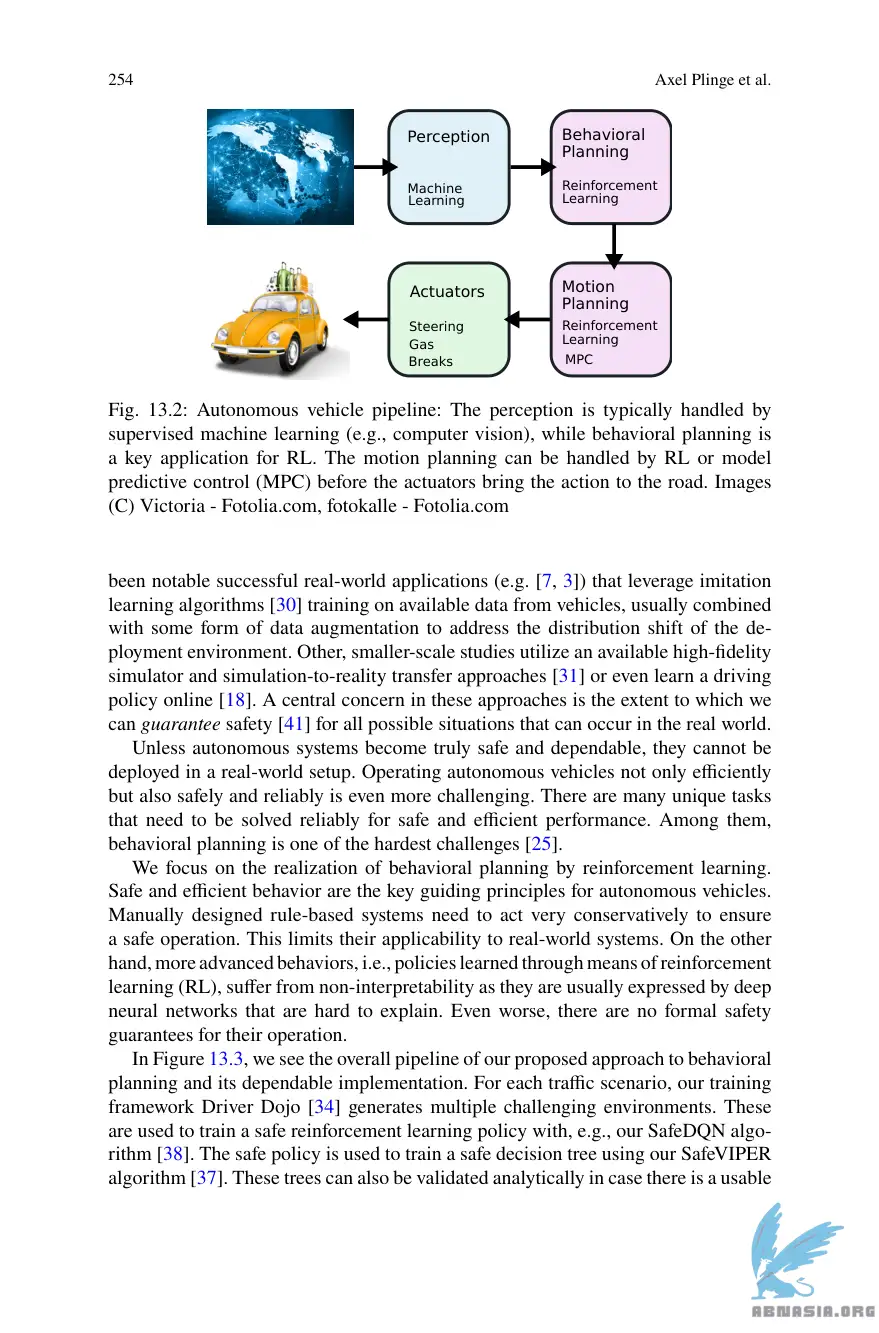 254
Axel Plinge et al.
Perception
Machine
Learning
Behavioral
Planning
Reinforcement
Learning
Actuators
Steering
Gas
Breaks
Motion
Planning
Reinforcement
Learning
MPC
Fig. 13.2: Autonomous vehicle pipeline: The perception is typically handled by
supervised machine learning (e.g., computer vision), while behavioral planning is
a key application for RL. The motion planning can be handled by RL or model
predictive control (MPC) before the actuators bring the action to the road. Images
(C) Victoria - Fotolia.com, fotokalle - Fotolia.com
been notable successful real-world applications (e.g. [7, 3]) that leverage imitation
learning algorithms [30] training on available data from vehicles, usually combined
with some form of data augmentation to address the distribution shift of the de-
ployment environment. Other, smaller-scale studies utilize an available high-fidelity
simulator and simulation-to-reality transfer approaches [31] or even learn a driving
policy online [18]. A central concern in these approaches is the extent to which we
can guarantee safety [41] for all possible situations that can occur in the real world.
Unless autonomous systems become truly safe and dependable, they cannot be
deployed in a real-world setup. Operating autonomous vehicles not only efficiently
but also safely and reliably is even more challenging. There are many unique tasks
that need to be solved reliably for safe and efficient performance. Among them,
behavioral planning is one of the hardest challenges [25].
We focus on the realization of behavioral planning by reinforcement learning.
Safe and efficient behavior are the key guiding principles for autonomous vehicles.
Manually designed rule-based systems need to act very conservatively to ensure
a safe operation. This limits their applicability to real-world systems. On the other
hand, more advanced behaviors, i.e., policies learned through means of reinforcement
learning (RL), suffer from non-interpretability as they are usually expressed by deep
neural networks that are hard to explain. Even worse, there are no formal safety
guarantees for their operation.
In Figure 13.3, we see the overall pipeline of our proposed approach to behavioral
planning and its dependable implementation. For each traffic scenario, our training
framework Driver Dojo [34] generates multiple challenging environments. These
are used to train a safe reinforcement learning policy with, e.g., our SafeDQN algo-
rithm [38]. The safe policy is used to train a safe decision tree using our SafeVIPER
algorithm [37]. These trees can also be validated analytically in case there is a usable
ABNASIA.ORG